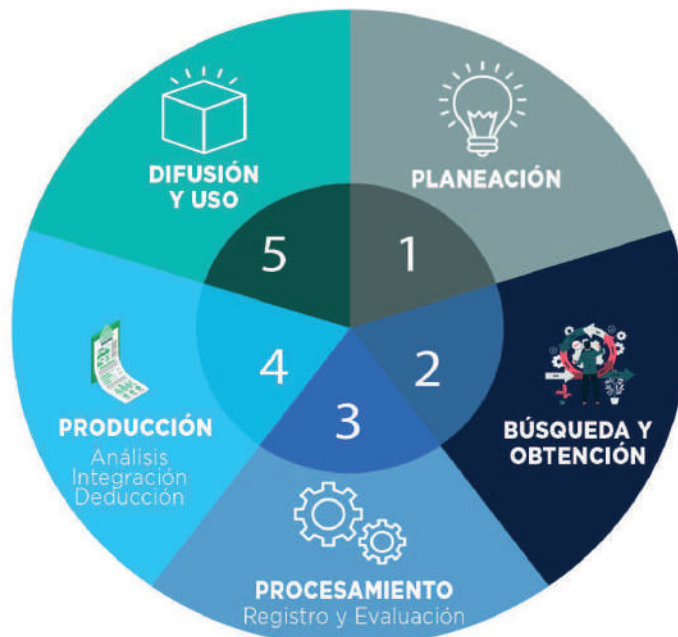 1
PLANEACIÓN
2
BÚSQUEDA Y
OBTENCIÓN
3
PROCESAMIENTO
Registro y Evaluación
4
PRODUCCIÓN
Análisis
Integración
Deducción
5
DIFUSIÓN
Y USO